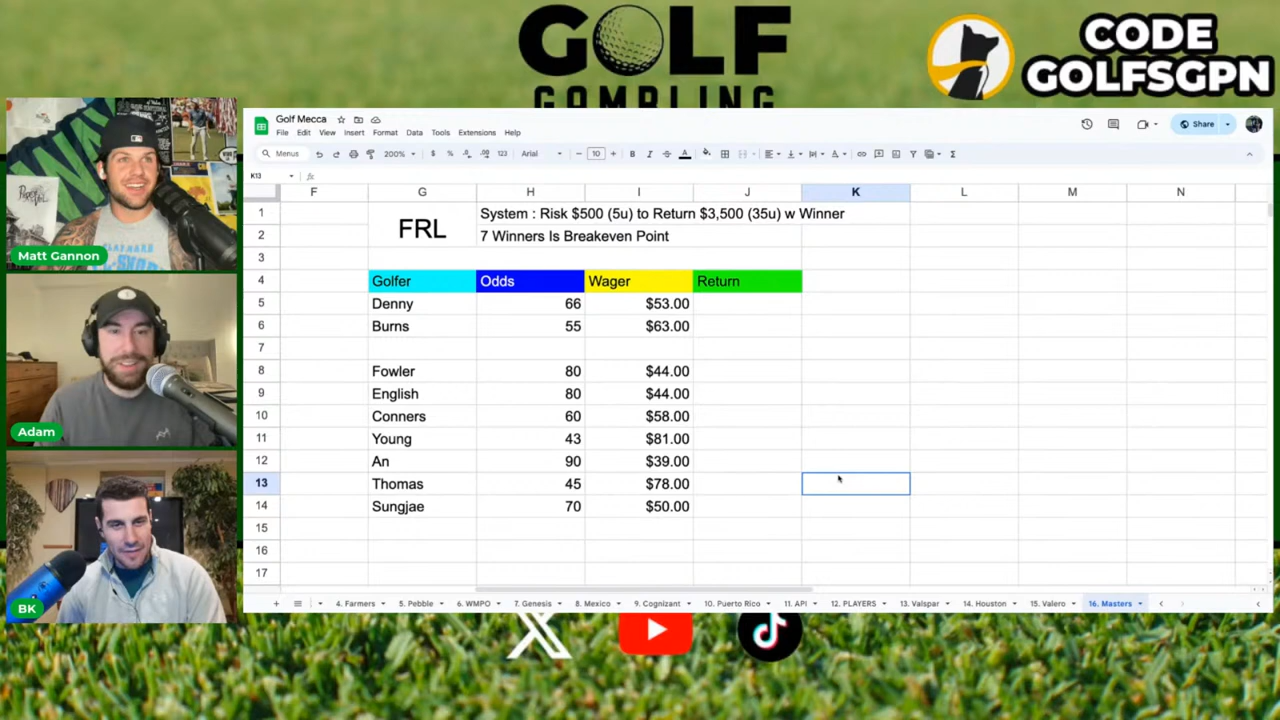 GOLF
GAMBLING
CODE
GOLFSGPN
Matt Gannon
Adam
BK
Golf Mecca
File Edit View Insert Format Data Tools Extensions Help
Share
Menus 200% $ % .0 .00 123 Arial - 10 + B I S A
K13 fx
F G H I J K L M N
1 FRL System : Risk $500 (5u) to Return $3,500 (35u) w Winner
2 7 Winners Is Breakeven Point
3
4 Golfer Odds Wager Return
5 Denny 66 $53.00
6 Burns 55 $63.00
7
8 Fowler 80 $44.00
9 English 80 $44.00
10 Conners 60 $58.00
11 Young 43 $81.00
12 An 90 $39.00
13 Thomas 45 $78.00
14 Sungjae 70 $50.00
15
16
17
4. Farmers 5. Pebble 6. WMPO 7. Genesis 8. Mexico 9. Cognizant 10. Puerto Rico 11. API 12. PLAYERS 13. Valspar 14. Houston 15. Valero 16. Masters